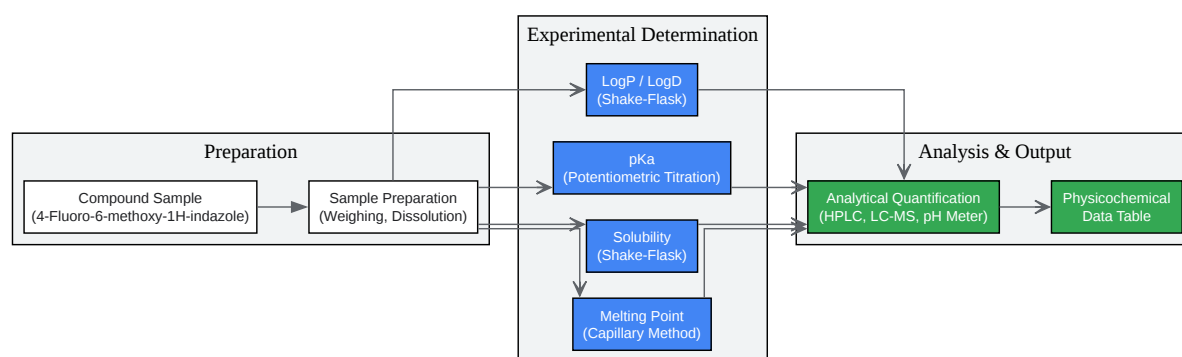 Preparation
Compound Sample
(4-Fluoro-6-methoxy-1H-indazole)
Sample Preparation
(Weighing, Dissolution)
Experimental Determination
LogP / LogD
(Shake-Flask)
pKa
(Potentiometric Titration)
Solubility
(Shake-Flask)
Melting Point
(Capillary Method)
Analysis & Output
Analytical Quantification
(HPLC, LC-MS, pH Meter)
Physicochemical
Data Table